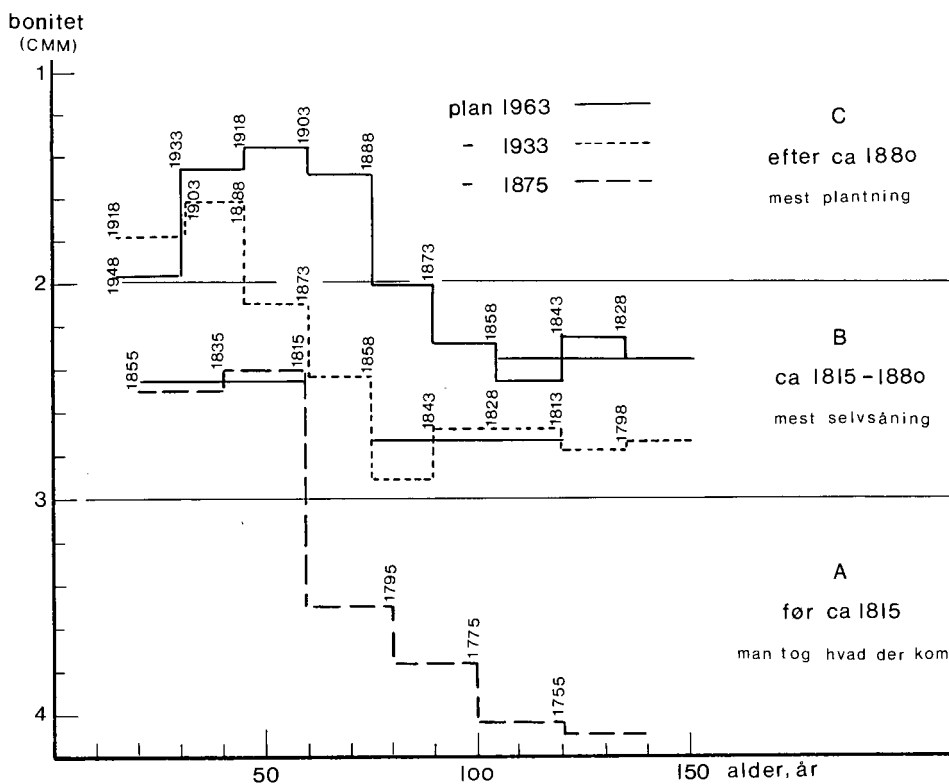 bonitet
(CMM)
1
2
3
4
plan 1963
- 1933
- 1875
C
efter ca 1880
mest plantning
B
ca 1815-1880
mest selvsåning
A
før ca 1815
man tog hvad der kom
1948
1933
1918
1903
1888
1873
1858
1843
1828
1918
1903
1888
1873
1858
1843
1828
1813
1798
1855
1835
1815
1795
1775
1755
50
100
150
alder, år